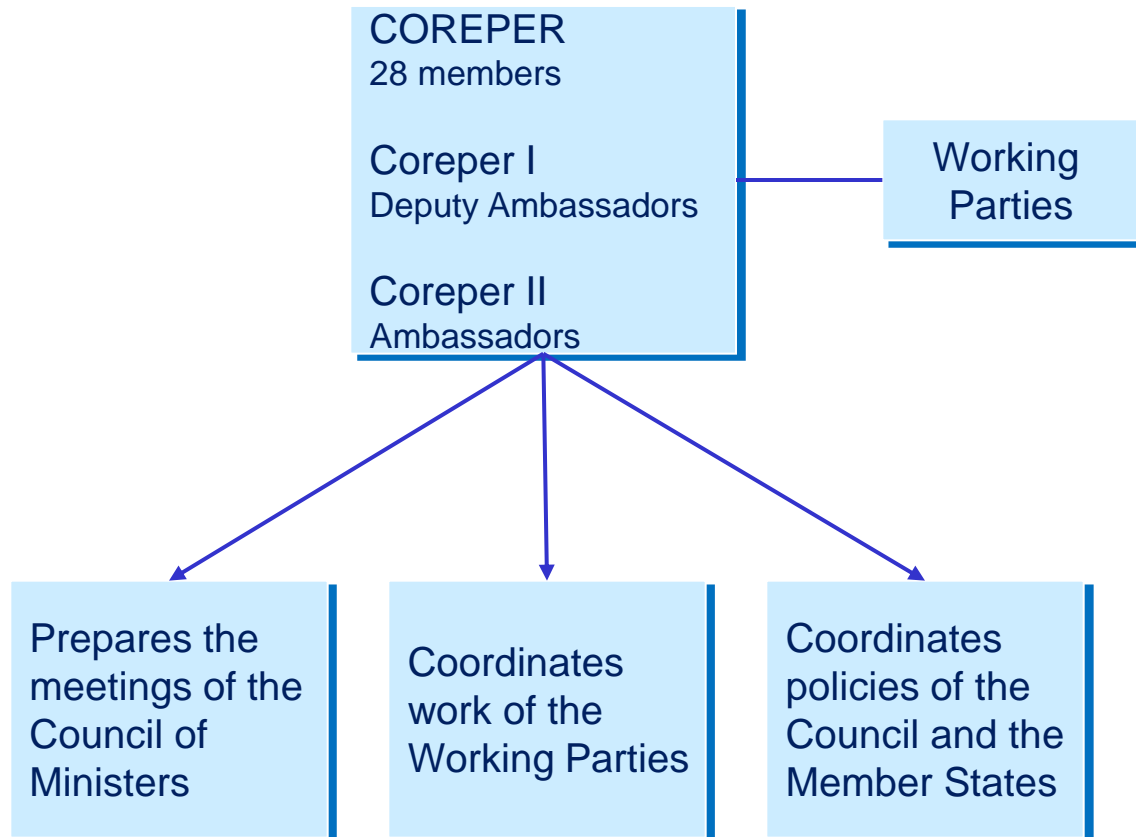 COREPER
28 members
Coreper I
Deputy Ambassadors
Coreper II
Ambassadors
Working
Parties
Prepares the
meetings of the
Council of
Ministers
Coordinates
work of the
Working Parties
Coordinates
policies of the
Council and the
Member States